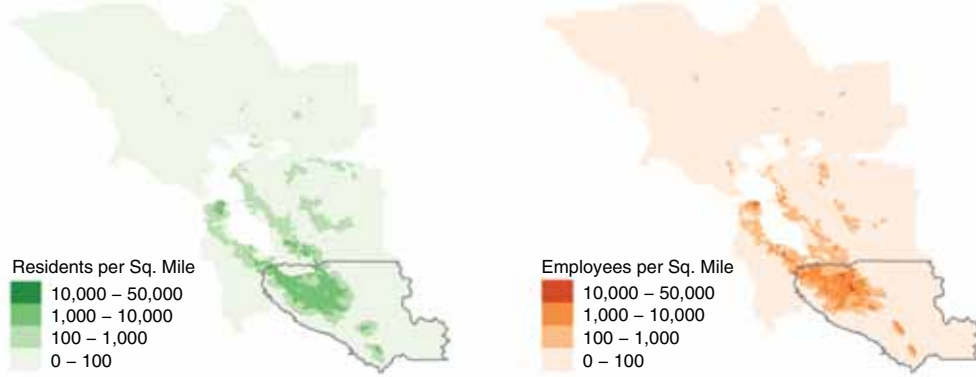 Residents per Sq. Mile
10,000 – 50,000
1,000 – 10,000
100 – 1,000
0 – 100
Employees per Sq. Mile
10,000 – 50,000
1,000 – 10,000
100 – 1,000
0 – 100